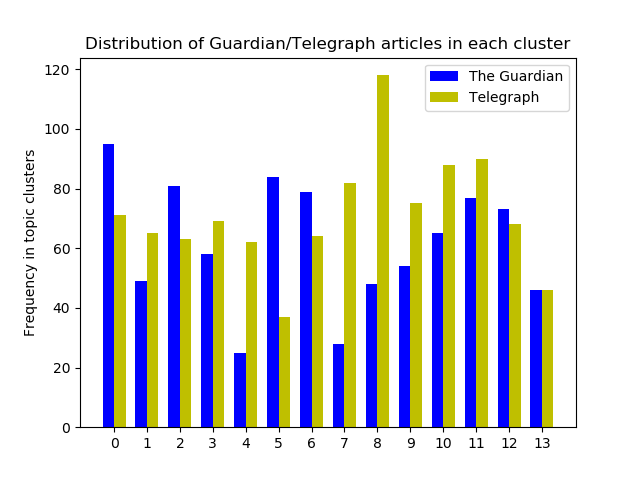 Distribution of Guardian/Telegraph articles in each cluster
The Guardian
Telegraph
Frequency in topic clusters
120
100
80
60
40
20
0
0 1 2 3 4 5 6 7 8 9 10 11 12 13